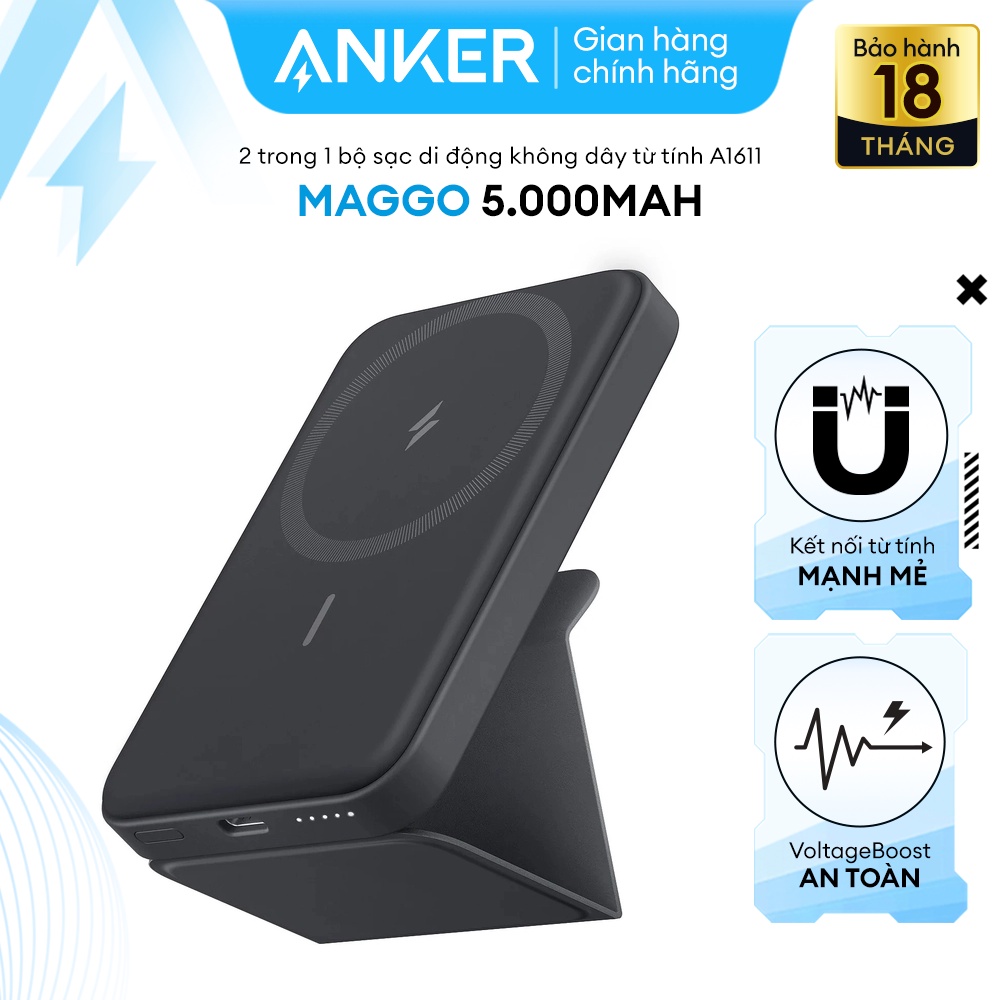 ANKER
Gian hàng
chính hãng
Bảo hành
18
THÁNG
2 trong 1 bộ sạc di động không dây từ tính A1611
MAGGO 5.000MAH
Kết nối từ tính
MẠNH MẺ
VoltageBoost
AN TOÀN